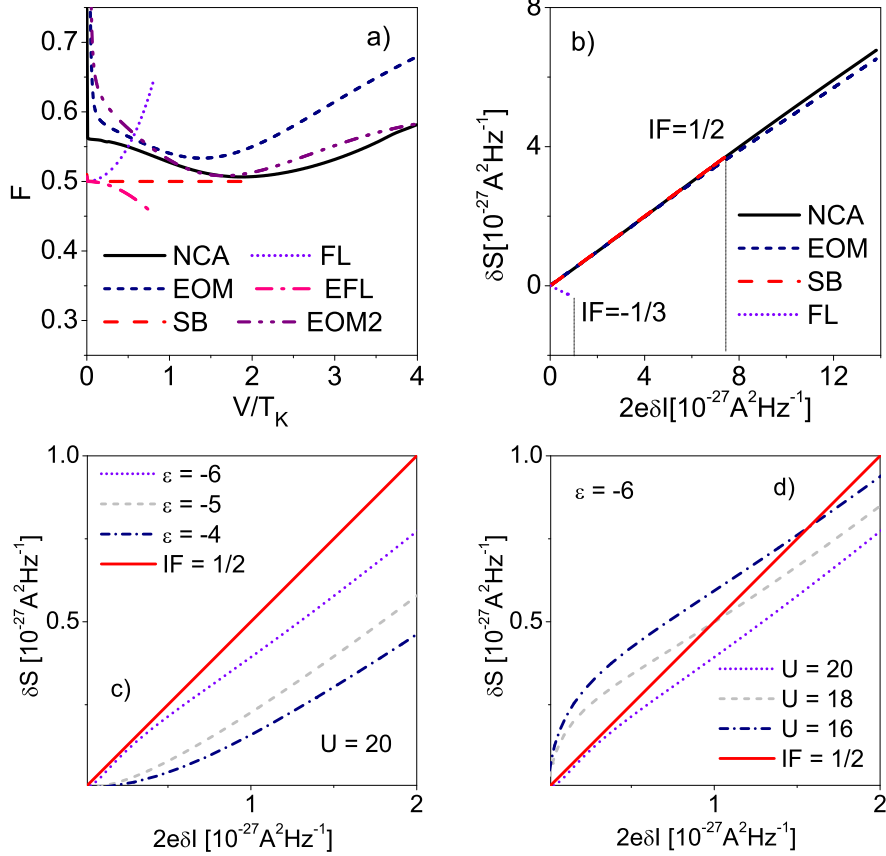 a)
0.7
0.6
0.5
0.4
0.3
F
NCA
FL
EOM
EFL
SB
EOM2
0 1 2 3 4
V/T_K
b)
8
4
0
δS[10^-27A^2Hz^-1]
IF=1/2
IF=-1/3
NCA
EOM
SB
FL
0 4 8 12
2eδI[10^-27A^2Hz^-1]
1.0
0.5
δS [10^-27A^2Hz^-1]
ε = -6
ε = -5
ε = -4
IF = 1/2
c)
U = 20
1 2
2eδI [10^-27A^2Hz^-1]
1.0
0.5
δS [10^-27A^2Hz^-1]
ε = -6
d)
U = 20
U = 18
U = 16
IF = 1/2
1 2
2eδI [10^-27A^2Hz^-1]